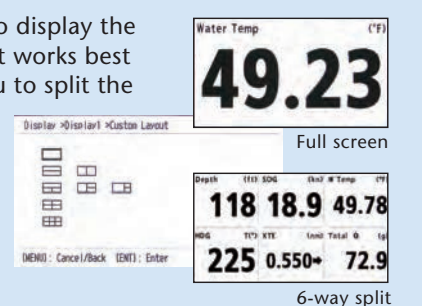 o display the
t works best
u to split the
Water Temp (°F)
49.23
Full screen
Display >Display1 >Custom Layout
MENU : Cancel/Back [ENT] : Enter
Depth (ft) SOG (kn) W Temp (°F)
118 18.9 49.78
HDG T(°) XTE (nm) Total
225 0.550→ 72.9
6-way split